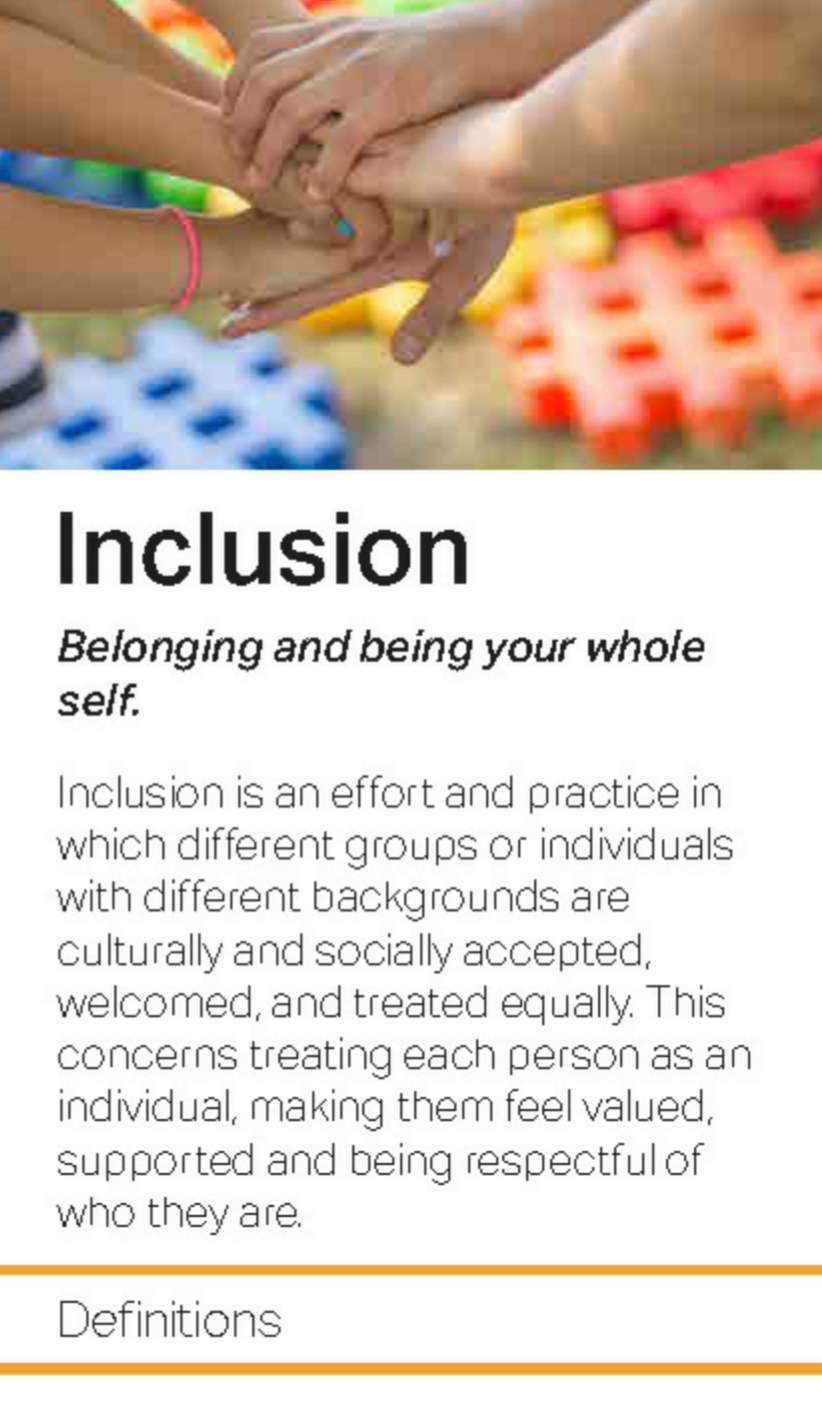 Inclusion
Belonging and being your whole
self.
Inclusion is an effort and practice in
which different groups or individuals
with different backgrounds are
culturally and socially accepted,
welcomed, and treated equally. This
concerns treating each person as an
individual, making them feel valued,
supported and being respectful of
who they are.
Definitions